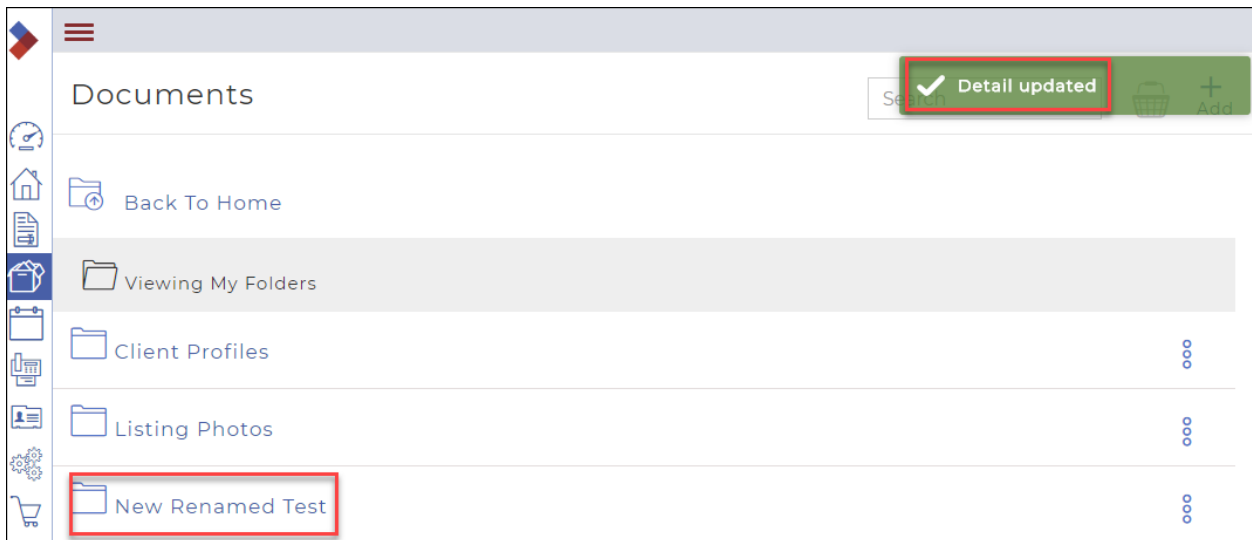 Documents
Search
Detail updated
Add
Back To Home
Viewing My Folders
Client Profiles
Listing Photos
New Renamed Test